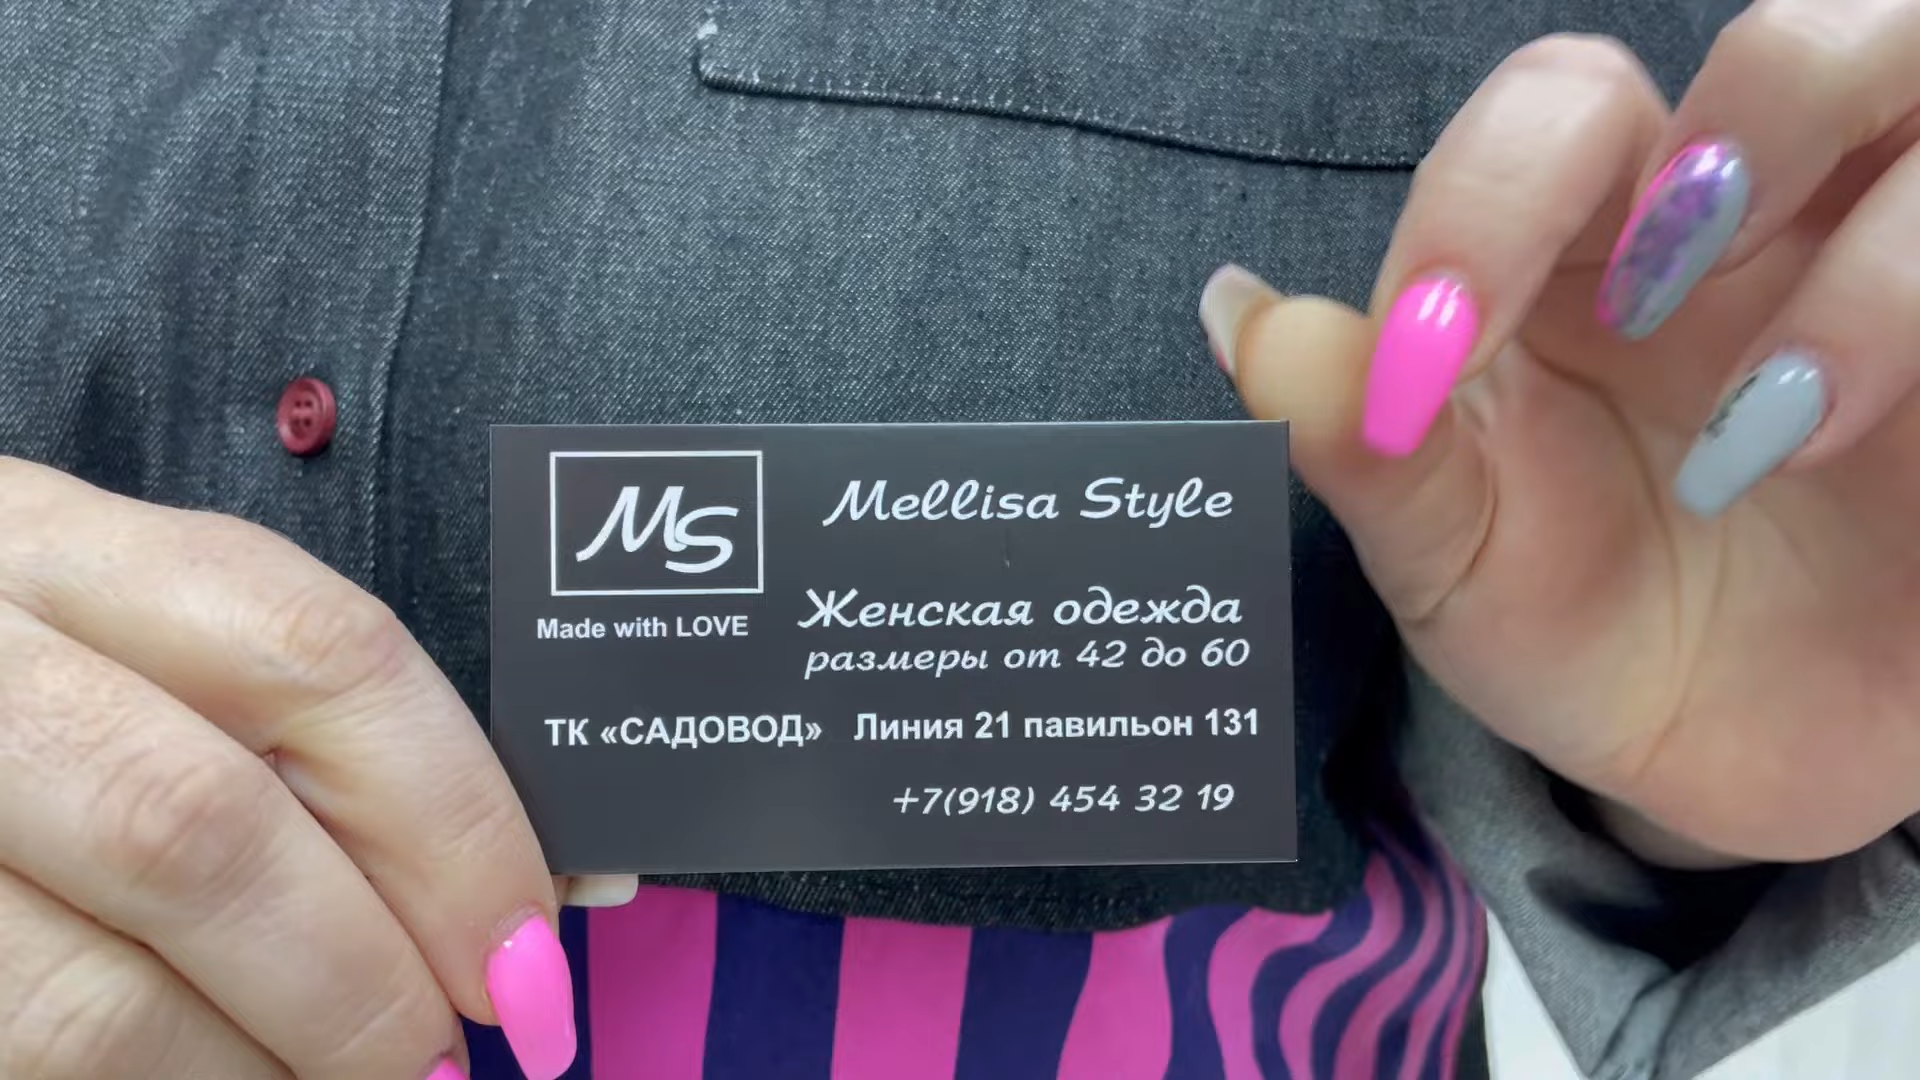 MS
Made with LOVE
Mellisa Style
Женская одежда
размеры от 42 до 60
ТК «САДОВОД» Линия 21 павильон 131
+7(918) 454 32 19